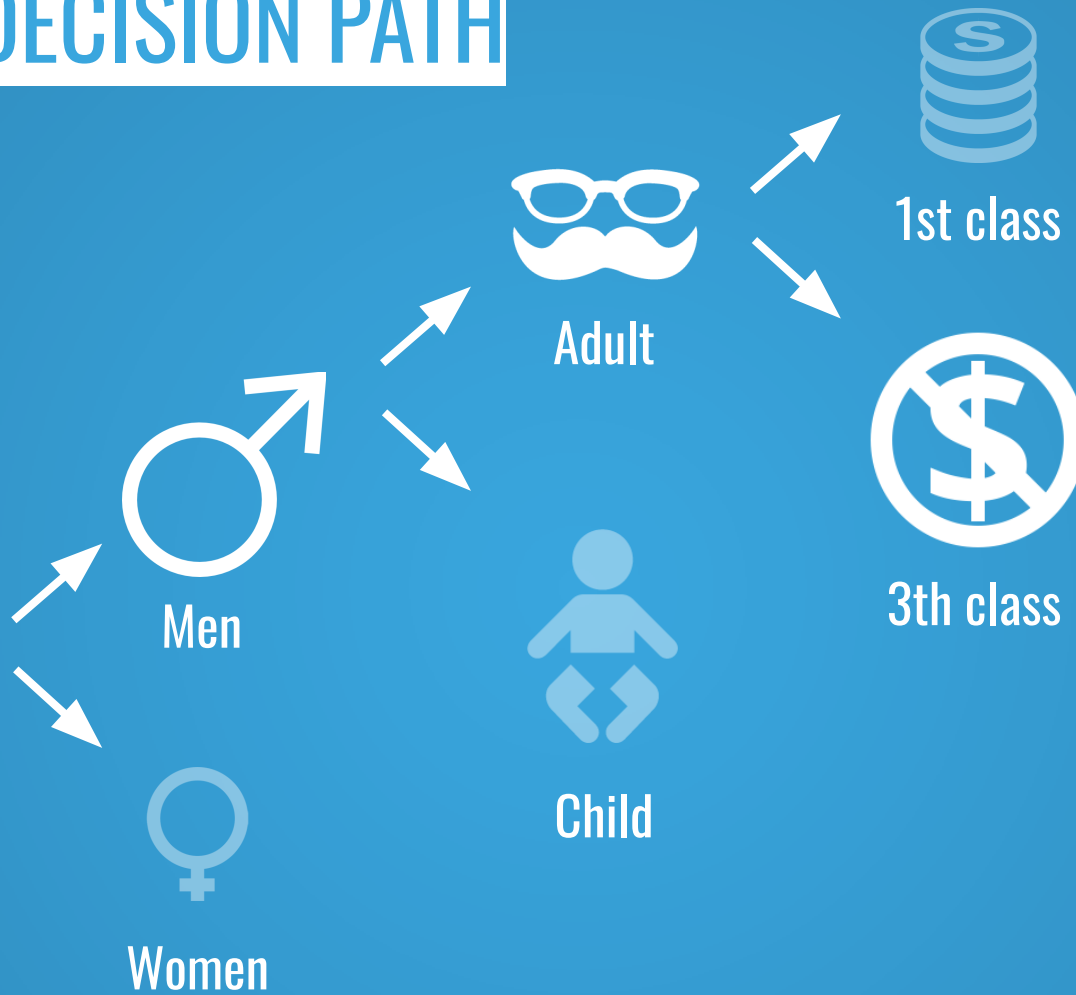 DECISION PATH
1st class
Adult
3th class
Men
Child
Women